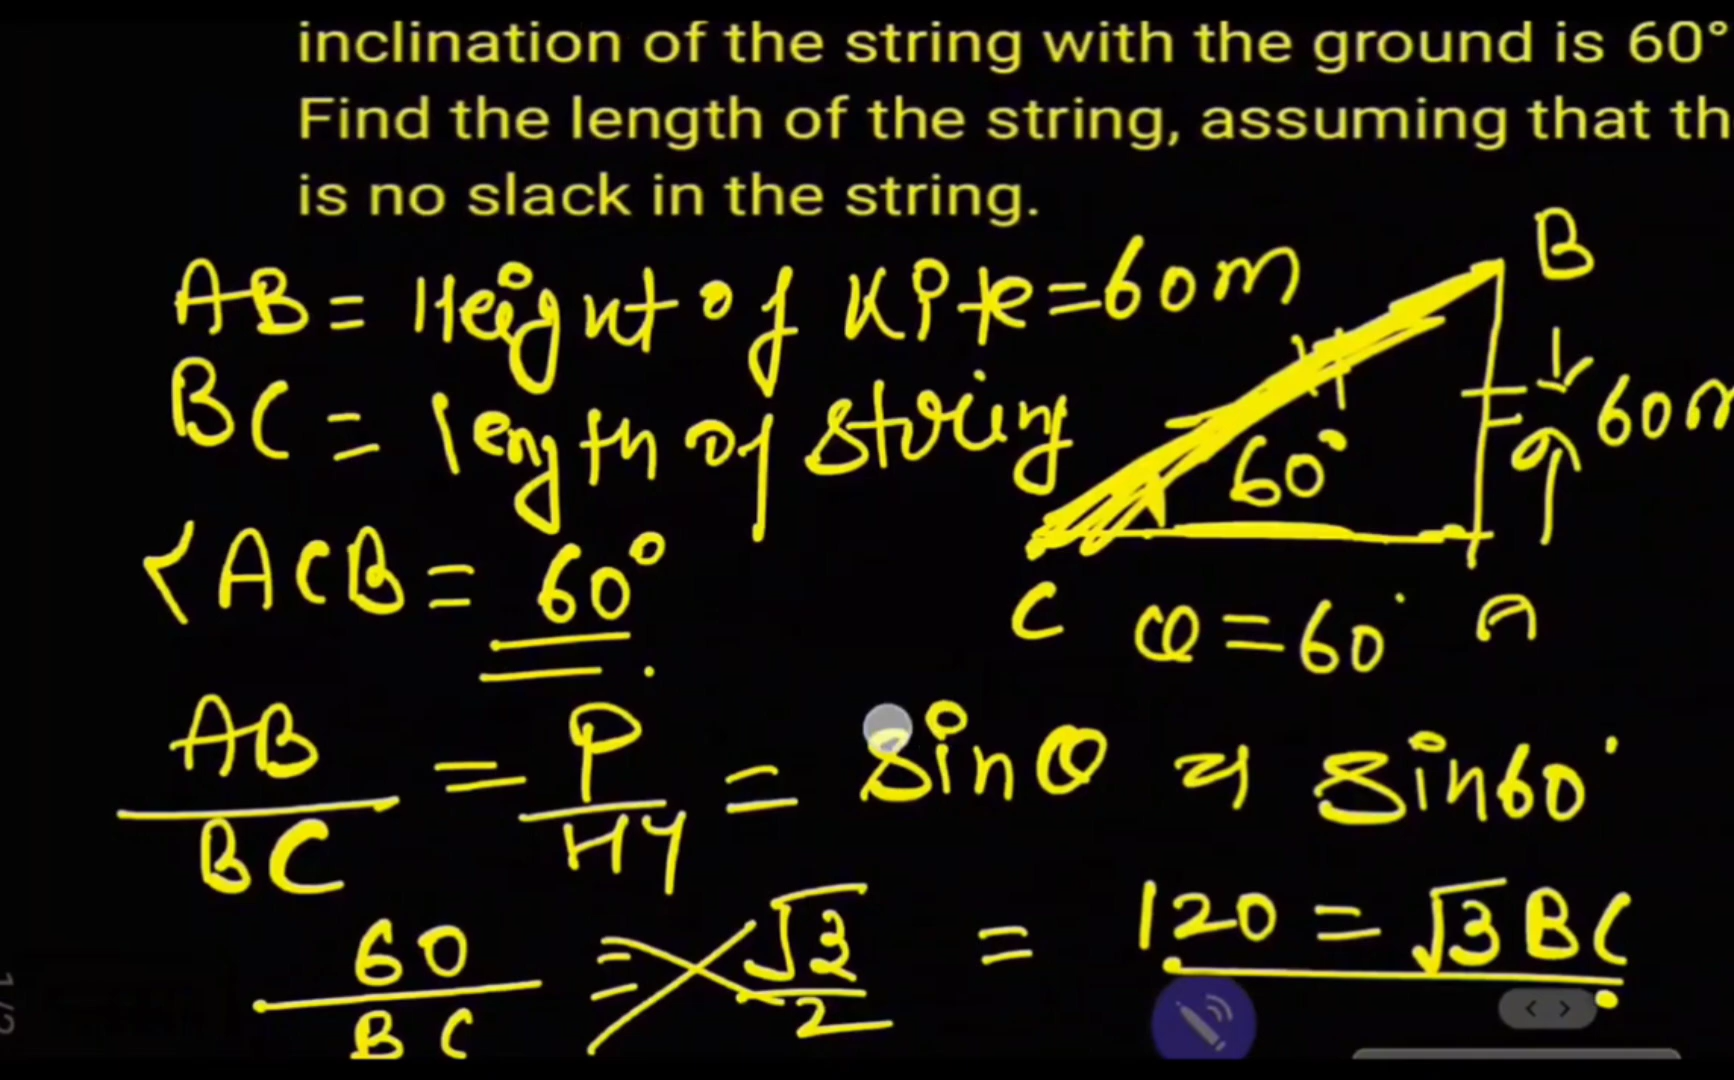 inclination of the string with the ground is 60°
Find the length of the string, assuming that th
is no slack in the string.
AB = Height of Kite = 60m
BC = length of string
∠ACB = 60°
B
60m
60°
C
θ = 60°
A
AB/BC = P/HY = sinθ = sin60°
60/BC = √3/2 = 120 = √3 BC